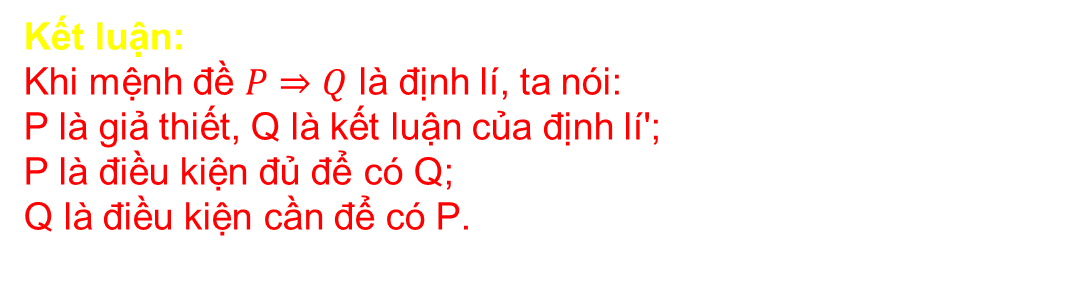 Kết luận:
Khi mệnh đề 𝑃 ⇒ 𝑄 là định lí, ta nói:
P là giả thiết, Q là kết luận của định lí';
P là điều kiện đủ để có Q;
Q là điều kiện cần để có P.